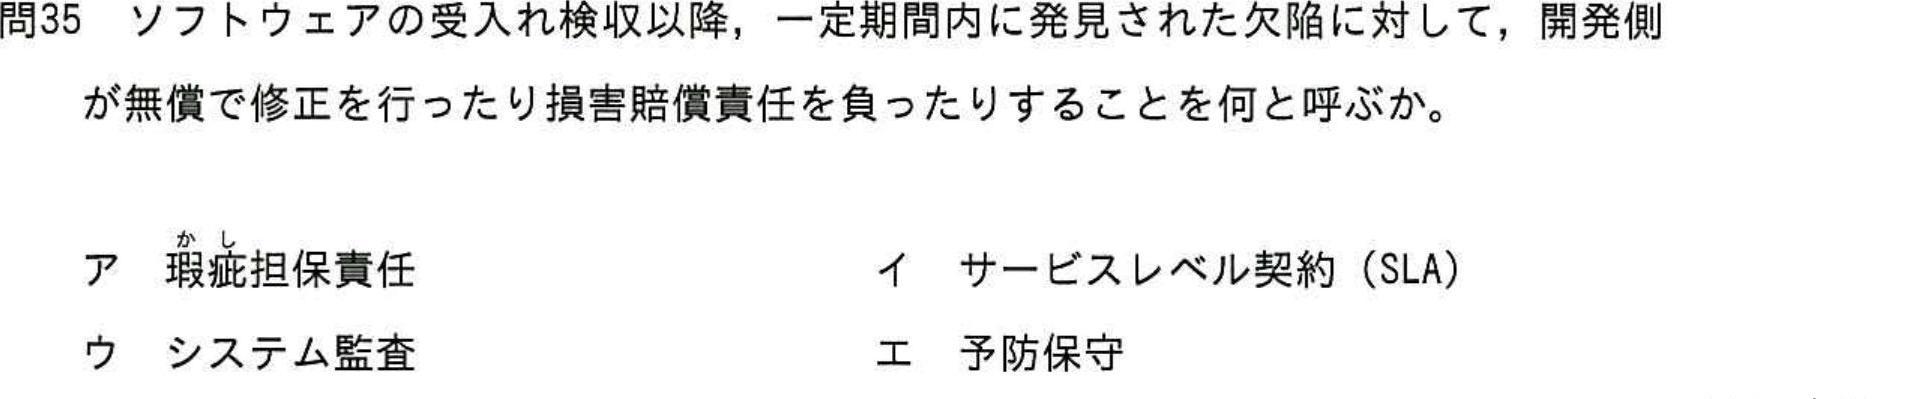 問35　ソフトウェアの受入れ検収以降，一定期間内に発見された欠陥に対して，開発側
が無償で修正を行ったり損害賠償責任を負ったりすることを何と呼ぶか。
かし
ア　瑕疵担保責任　イ　サービスレベル契約（SLA）
ウ　システム監査　エ　予防保守